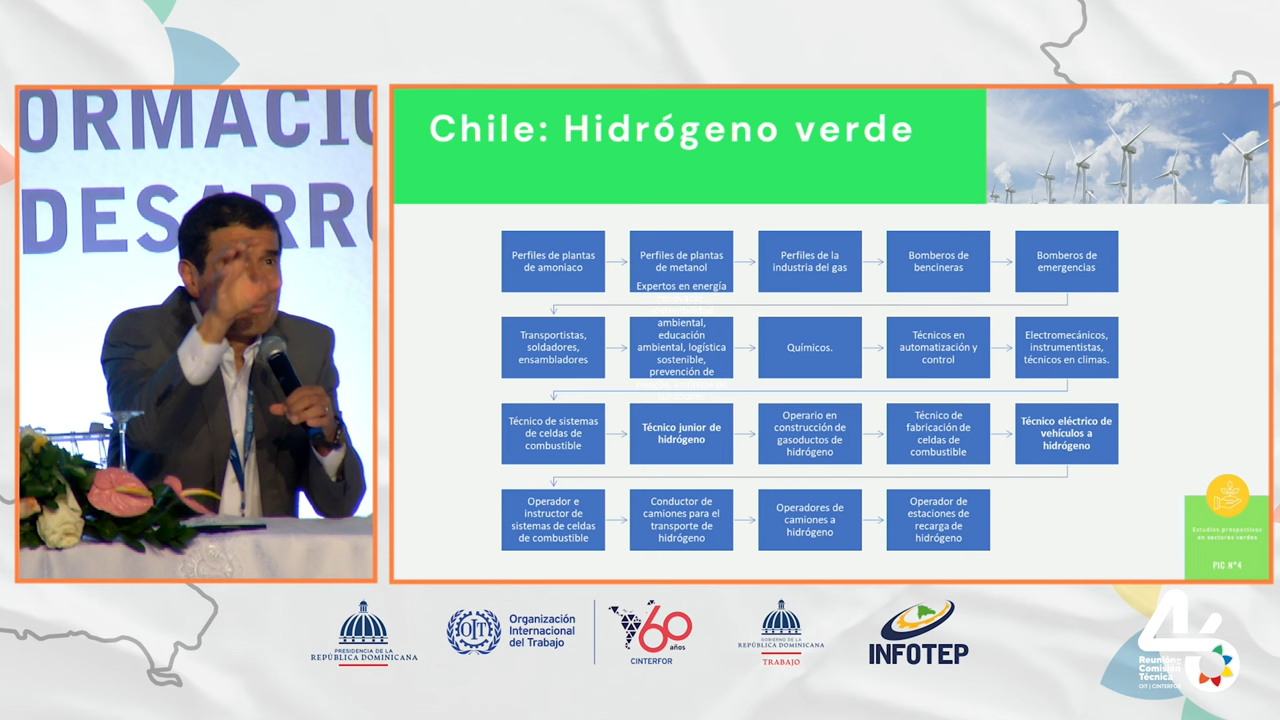 ORMACIO
DESARRO
Chile: Hidrógeno verde
Perfiles de plantas
de amoniaco
Perfiles de plantas
de metanol
Perfiles de la
industria del gas
Bomberos de
bencineras
Bomberos de
emergencias
Transportistas,
soldadores,
ensambladores
Expertos en energía
ambiental,
educación
ambiental, logística
sostenible,
prevención de
Químicos.
Técnicos en
automatización y
control
Electromecánicos,
instrumentistas,
técnicos en climas.
Técnico de sistemas
de celdas de
combustible
Técnico junior de
hidrógeno
Operario en
construcción de
gasoductos de
hidrógeno
Técnico de
fabricación de
celdas de
combustible
Técnico eléctrico de
vehículos a
hidrógeno
Operador e
instructor de
sistemas de celdas
de combustible
Conductor de
camiones para el
transporte de
hidrógeno
Operadores de
camiones a
hidrógeno
Operador de
estaciones de
recarga de
hidrógeno
Estudios prospectivos
en sectores verdes
PIC N°4
PRESIDENCIA DE LA
REPÚBLICA DOMINICANA
OIT
Organización
Internacional
del Trabajo
60
años
CINTERFOR
GOBIERNO DE LA
REPÚBLICA DOMINICANA
TRABAJO
INFOTEP
46
Reunión
Comisión
Técnica
OIT | CINTERFOR